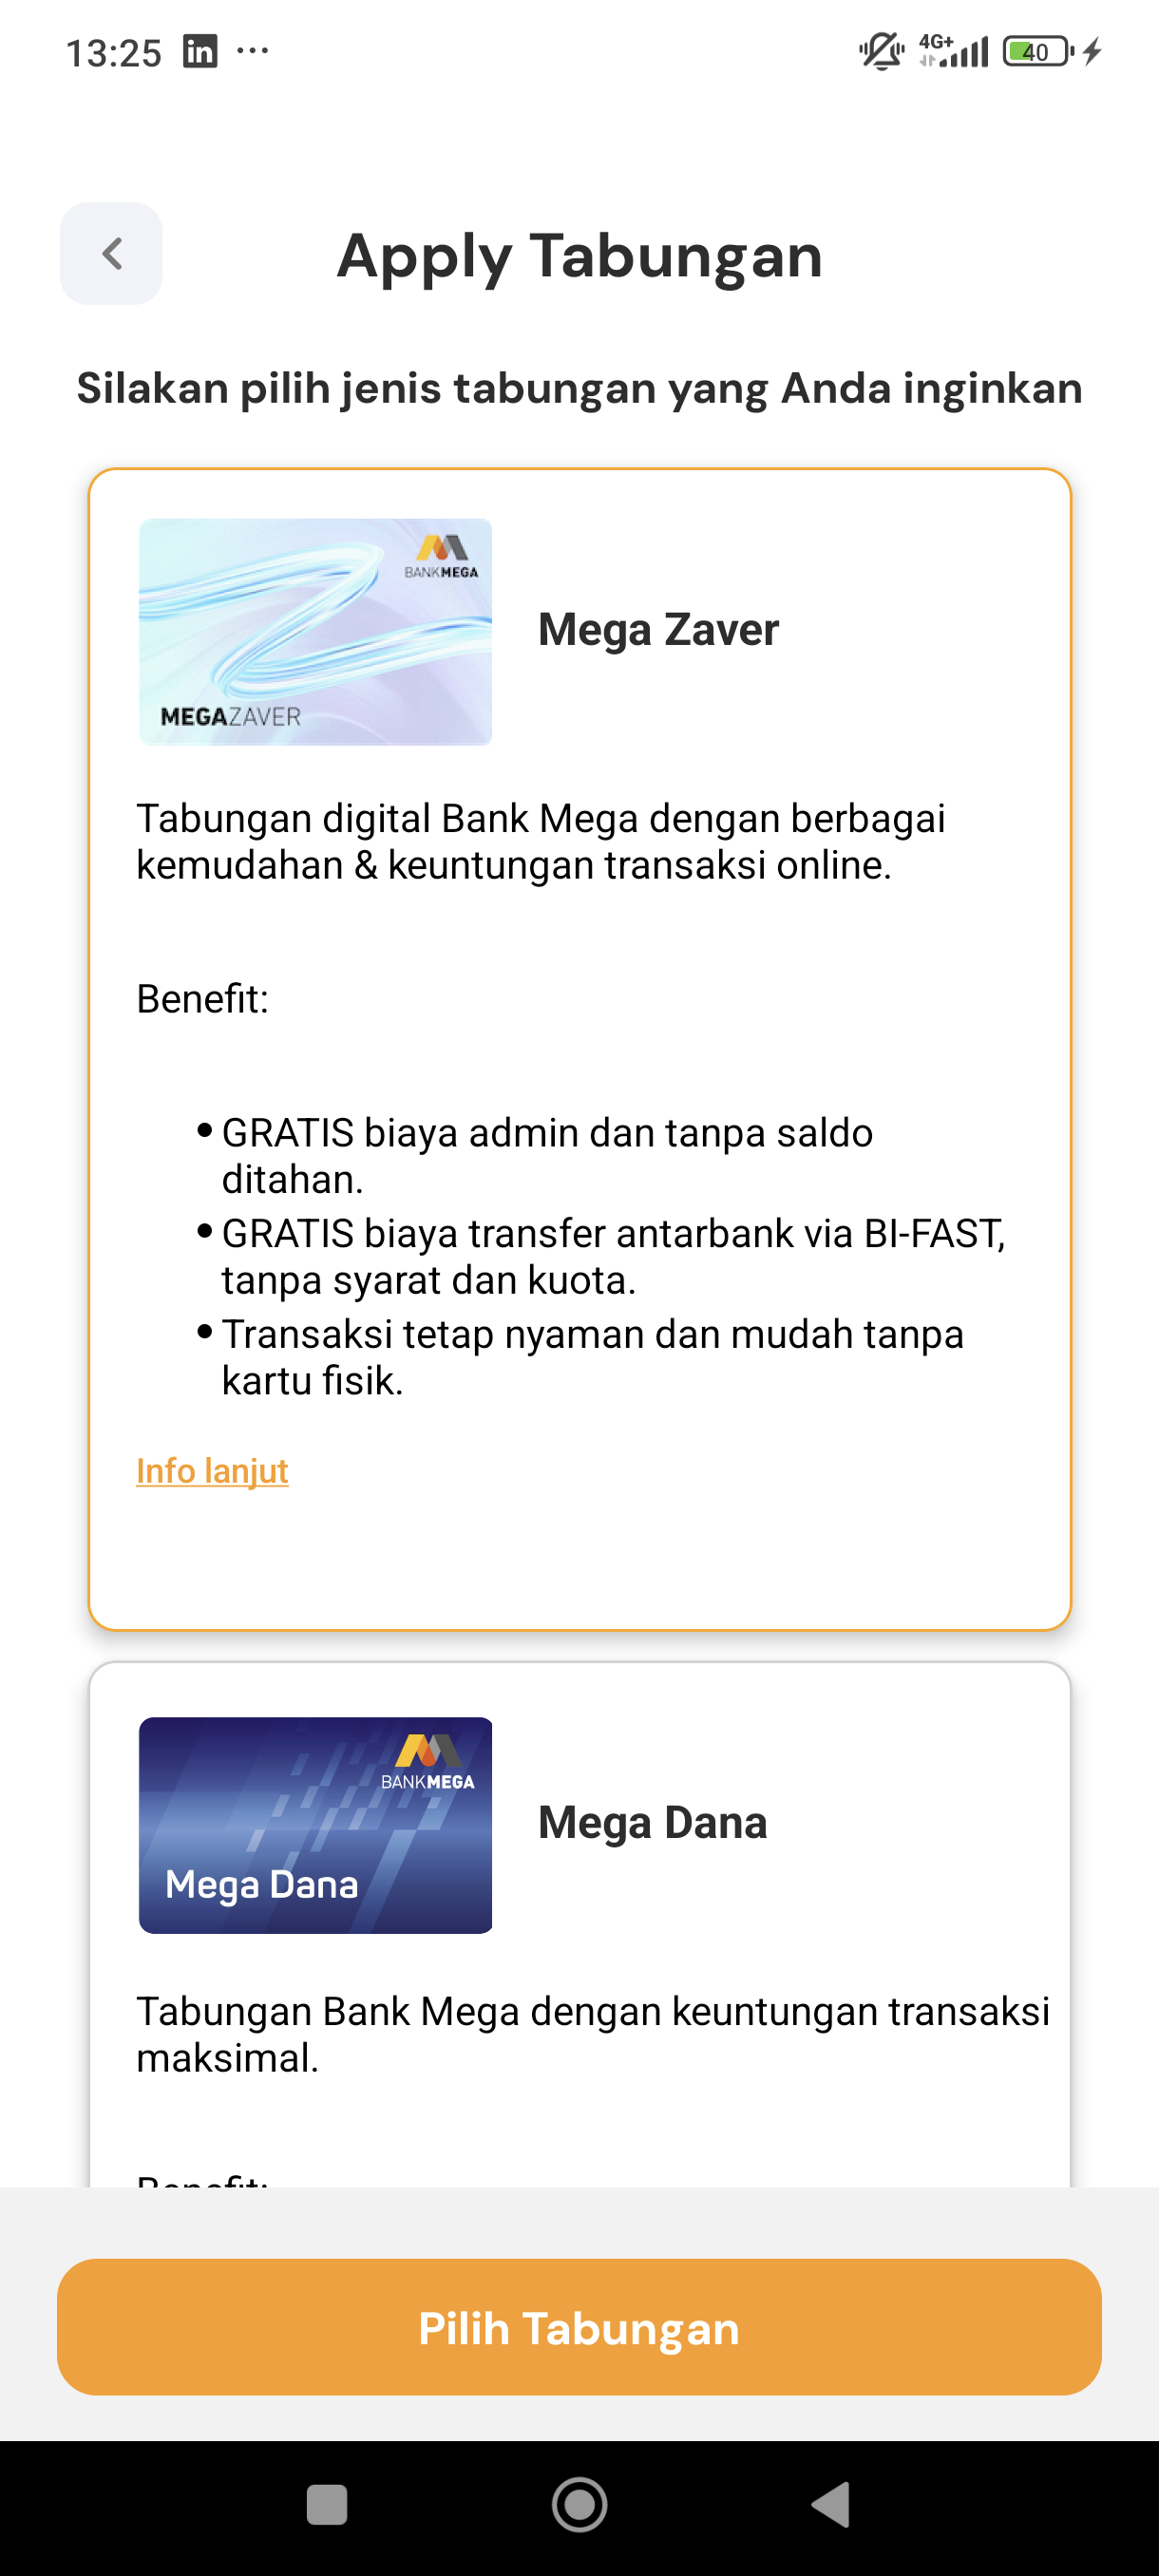 13:25
4G+
40
Apply Tabungan
Silakan pilih jenis tabungan yang Anda inginkan
BANKMEGA
MEGAZAVER
Mega Zaver
Tabungan digital Bank Mega dengan berbagai
kemudahan & keuntungan transaksi online.
Benefit:
GRATIS biaya admin dan tanpa saldo
ditahan.
GRATIS biaya transfer antarbank via BI-FAST,
tanpa syarat dan kuota.
Transaksi tetap nyaman dan mudah tanpa
kartu fisik.
Info lanjut
BANKMEGA
Mega Dana
Mega Dana
Tabungan Bank Mega dengan keuntungan transaksi
maksimal.
Benefit:
Pilih Tabungan